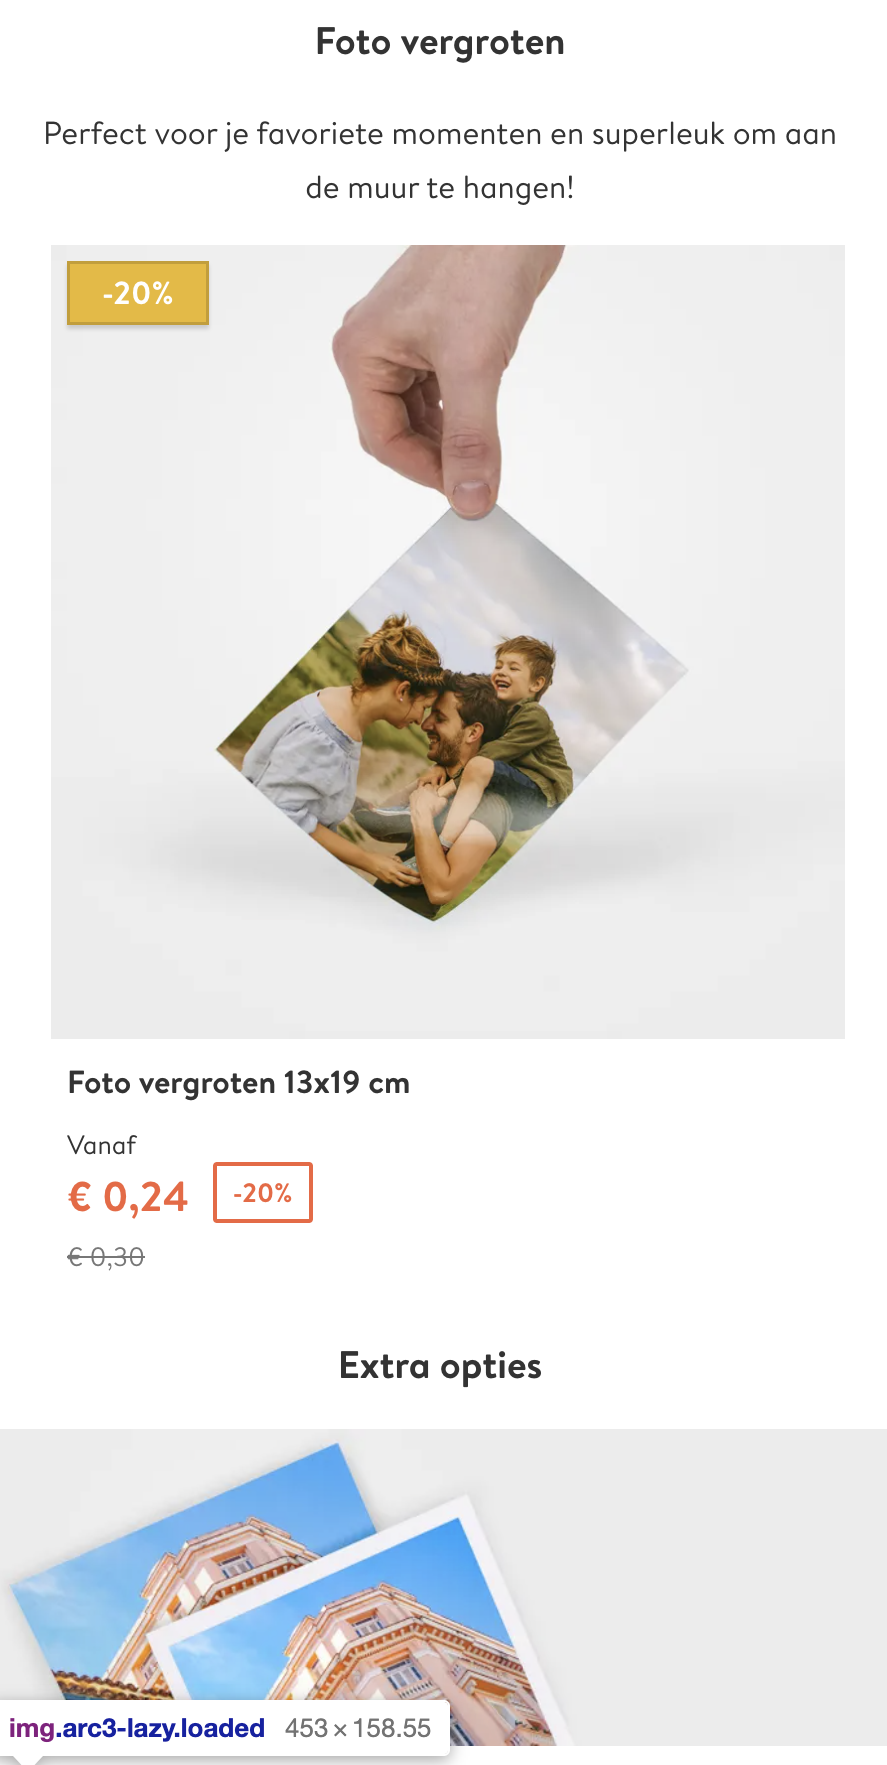 Foto vergroten
Perfect voor je favoriete momenten en superleuk om aan
de muur te hangen!
-20%
Foto vergroten 13x19 cm
Vanaf
€ 0,24 -20%
€ 0,30
Extra opties
img.arc3-lazy.loaded 453 × 158.55